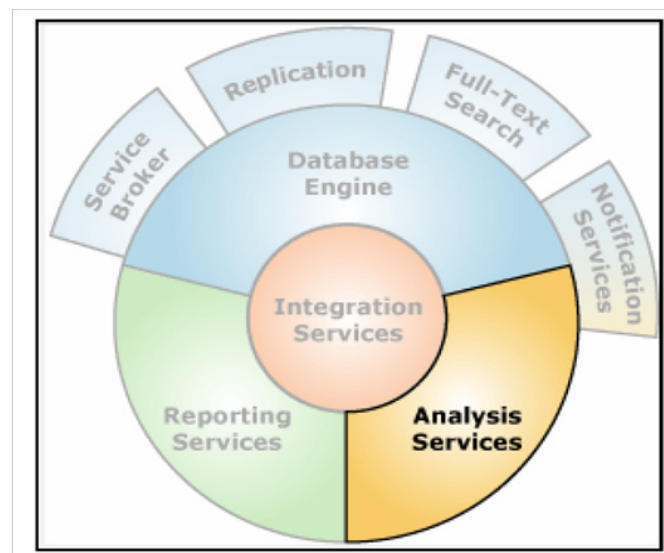 Replication
Full-Text
Search
Service
Broker
Database
Engine
Notification
Services
Integration
Services
Reporting
Services
Analysis
Services